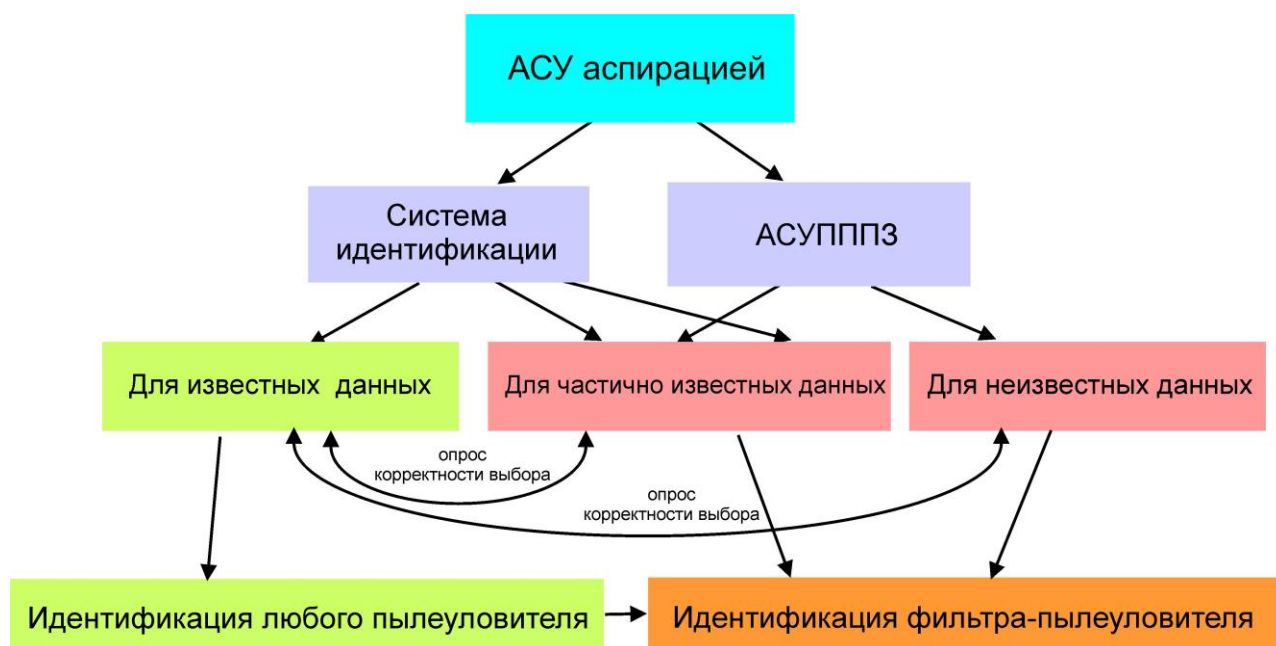 АСУ аспирацией
Система
идентификации
АСУПППЗ
Для известных данных
Для частично известных данных
Для неизвестных данных
опрос
корректности выбора
опрос
корректности выбора
Идентификация любого пылеуловителя
Идентификация фильтра-пылеуловителя